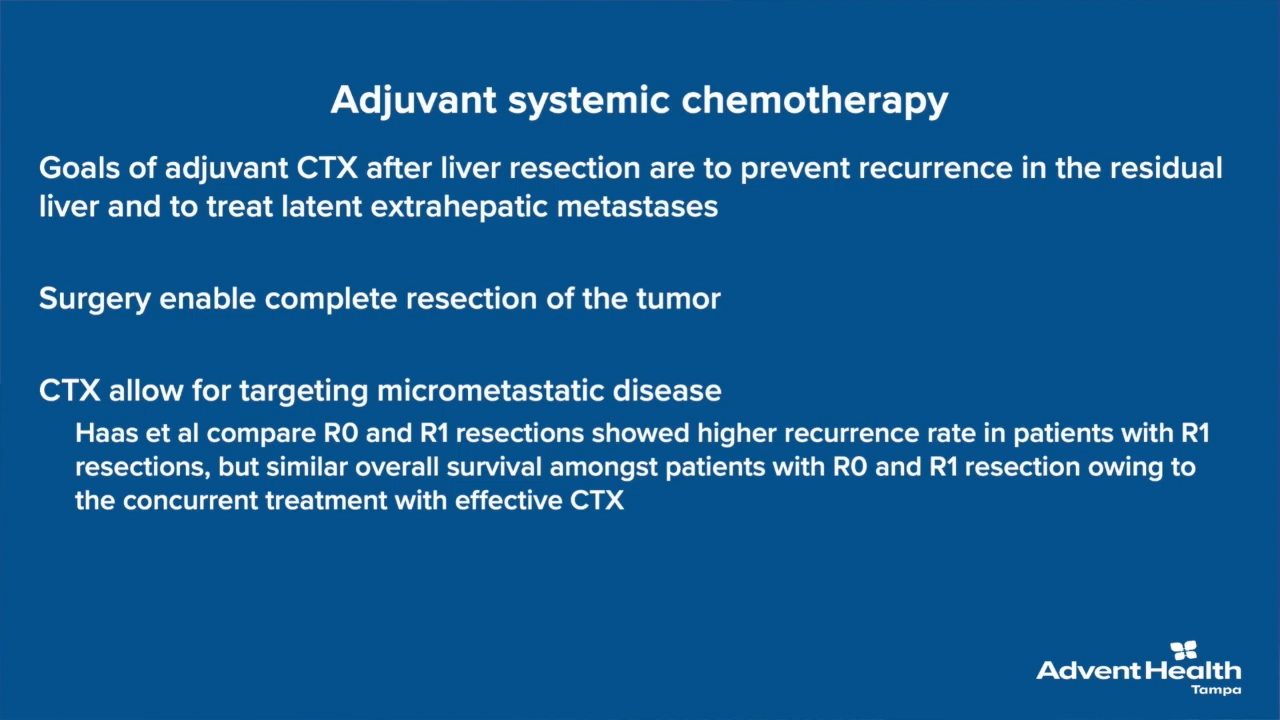 Adjuvant systemic chemotherapy
Goals of adjuvant CTX after liver resection are to prevent recurrence in the residual
liver and to treat latent extrahepatic metastases
Surgery enable complete resection of the tumor
CTX allow for targeting micrometastatic disease
Haas et al compare R0 and R1 resections showed higher recurrence rate in patients with R1
resections, but similar overall survival amongst patients with R0 and R1 resection owing to
the concurrent treatment with effective CTX
AdventHealth
Tampa